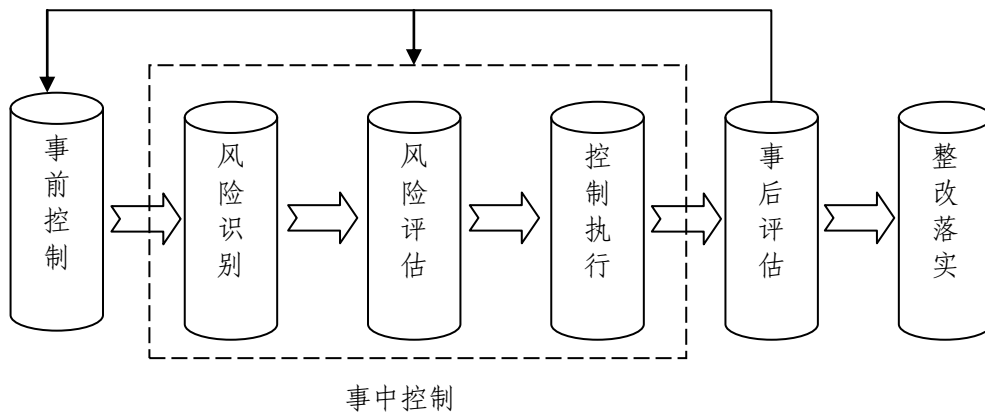 事前控制
风险识别
风险评估
控制执行
事后评估
整改落实
事中控制